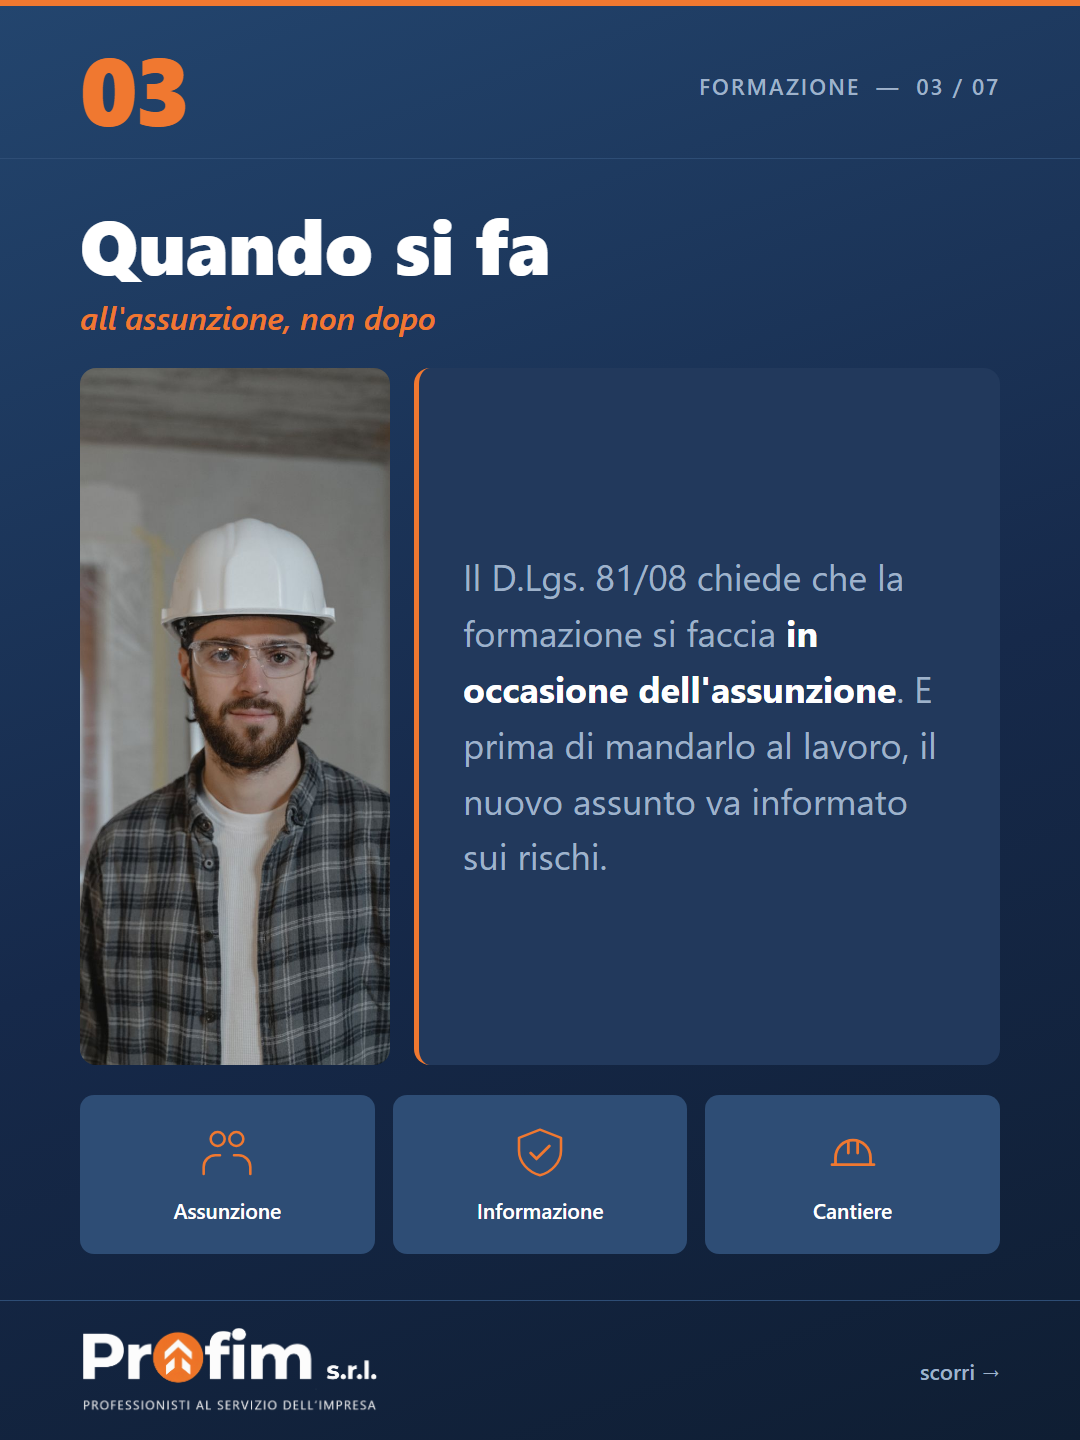 03
FORMAZIONE — 03 / 07
Quando si fa
all'assunzione, non dopo
Il D.Lgs. 81/08 chiede che la
formazione si faccia in
occasione dell'assunzione. E
prima di mandarlo al lavoro, il
nuovo assunto va informato
sui rischi.
Assunzione
Informazione
Cantiere
Profim s.r.l.
PROFESSIONISTI AL SERVIZIO DELL'IMPRESA
scorri →